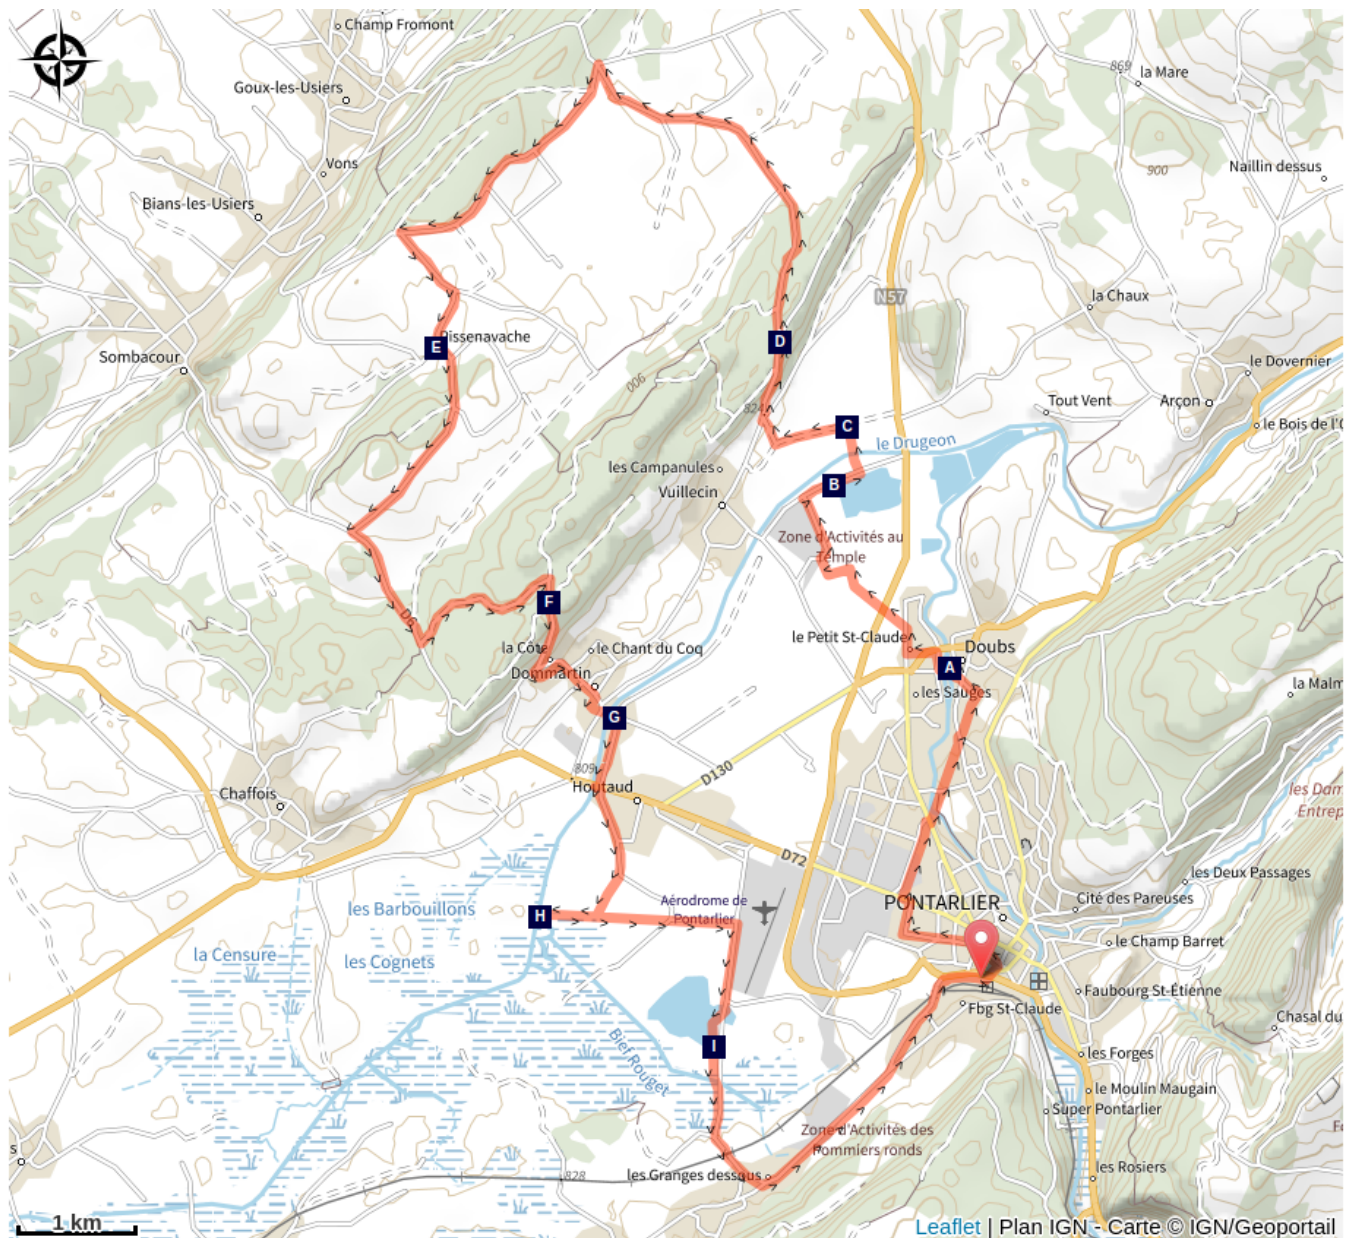 Champ Fromont
869
la Mare
Goux-les-Usiers
Vons
900
Naillin dessus
Bians-les-Usiers
N57
la Chaux
Sombacour
E
Pissenavache
D
le Dovernier
006
824
C
Tout Vent
Arçon
le Bois de l'
le Drugeon
les Campanules
B
Vuillecin
Zone d'Activités au
Temple
F
D6
la Côte
le Chant du Coq
le Petit St-Claude
Doubs
Dommartin
A
les Sauges
la Malm
G
809
D130
Houtaud
Chaffois
les Dam
Entrep
D72
les Deux Passages
les Barbouillons
H
Aérodrome de
Pontarlier
PONTARLIER
Cité des Pareuses
la Censure
les Cognets
le Champ Barret
Faubourg St-Étienne
Fbg St-Claude
Chasal du
I
Bief Rouget
les Forges
le Moulin Maugain
Super Pontarlier
Zone d'Activités des
Pommiers ronds
s
828
les Granges dessus
les Rosiers
1 km
Leaflet | Plan IGN - Carte © IGN/Geoportail